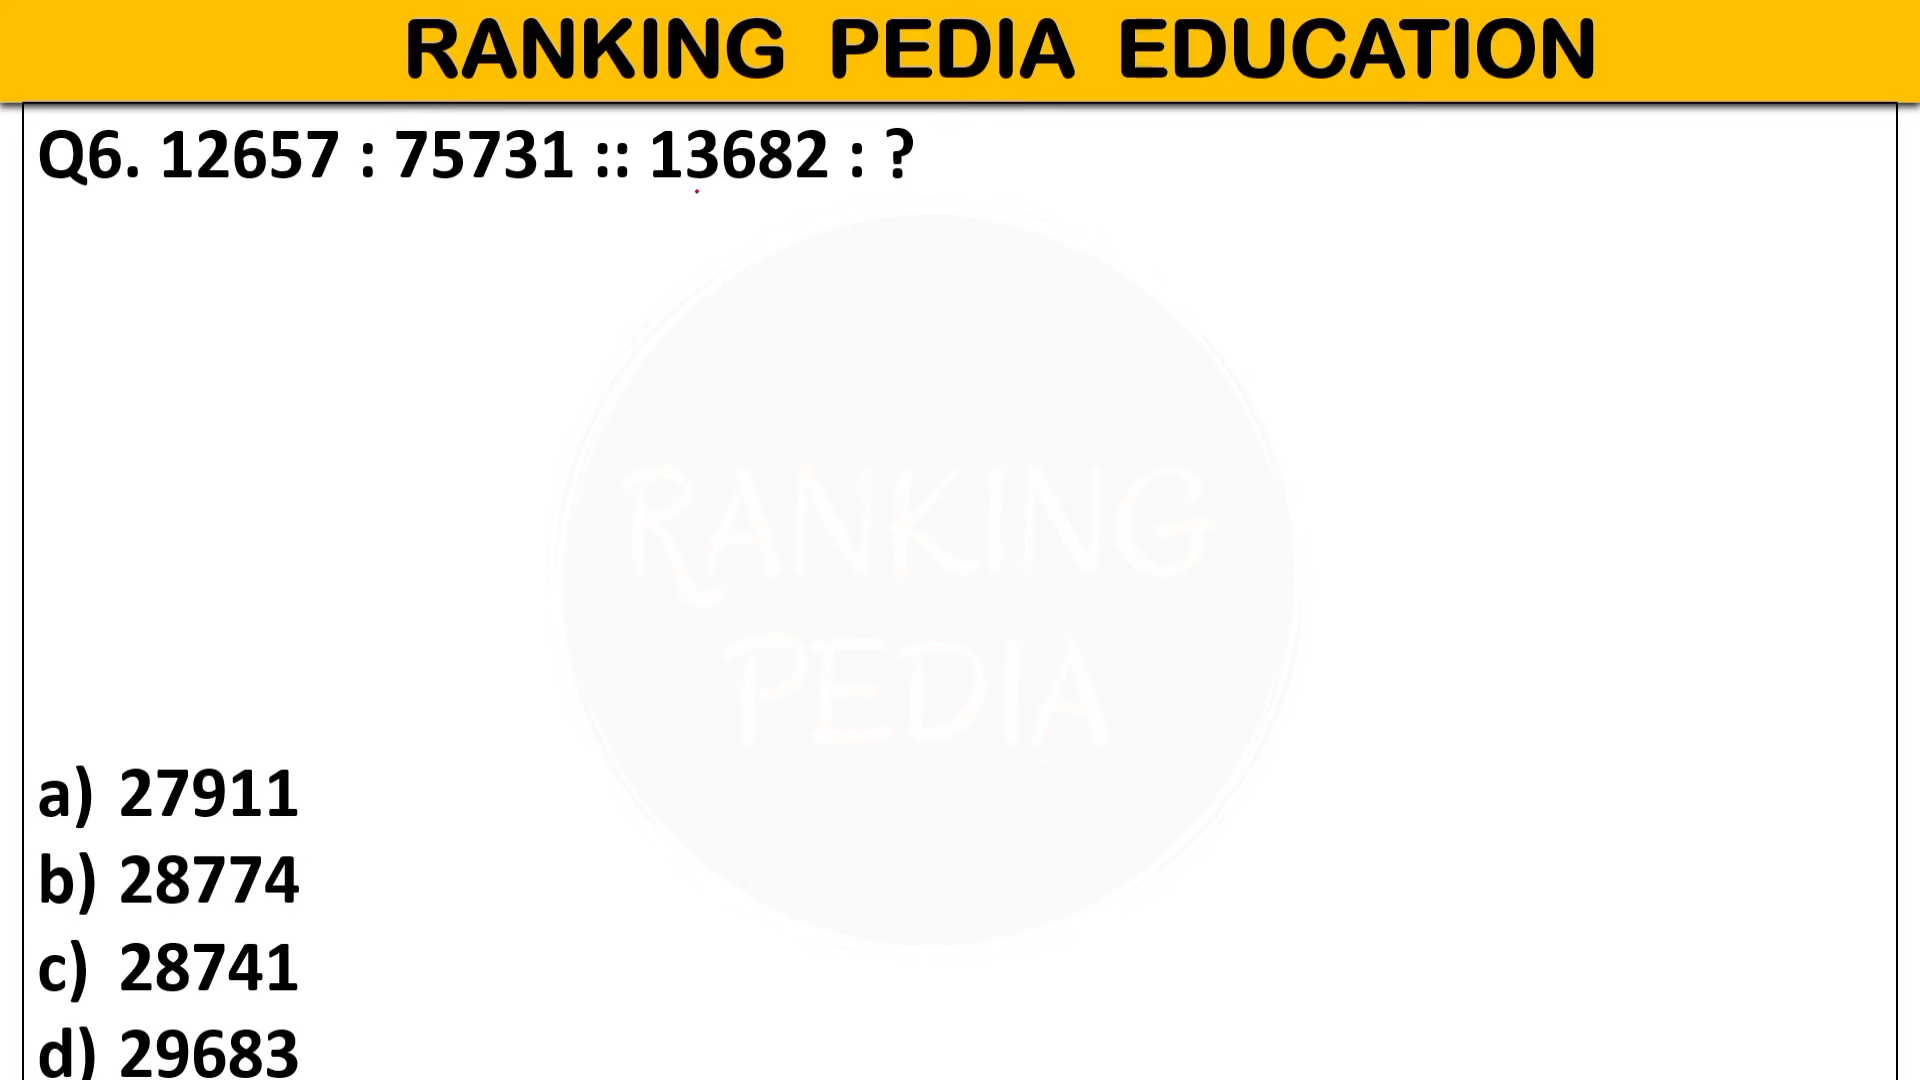 RANKING PEDIA EDUCATION
Q6. 12657 : 75731 :: 13682 : ?
RANKING
PEDIA
a) 27911
b) 28774
c) 28741
d) 29683